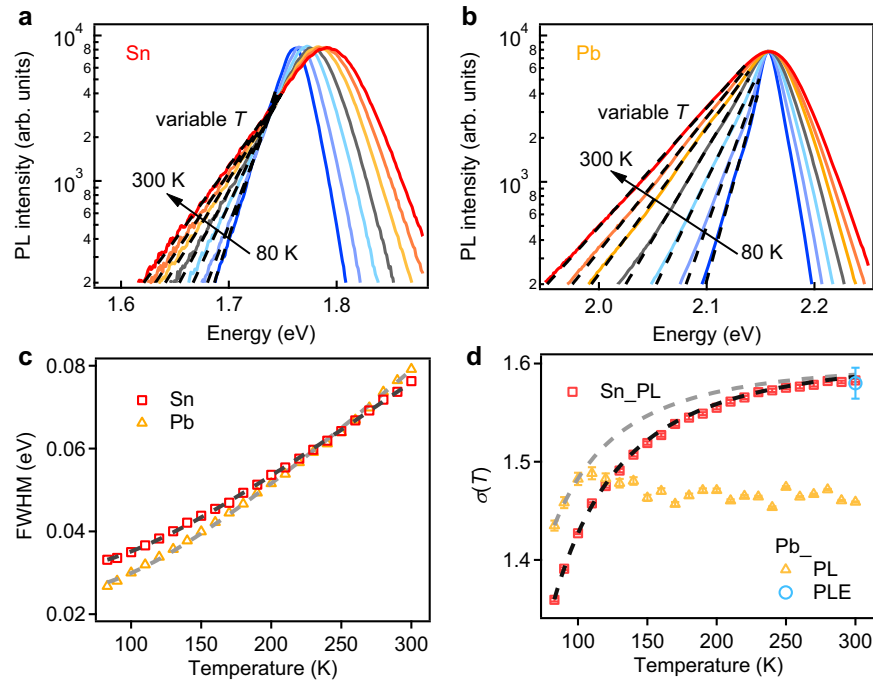 a
Sn
variable T
300 K
80 K
PL intensity (arb. units)
10⁴
8
6
4
2
10³
8
6
4
2
1.6
1.7
1.8
Energy (eV)
b
Pb
variable T
300 K
80 K
PL intensity (arb. units)
10⁴
8
6
4
2
10³
8
6
4
2
2.0
2.1
2.2
Energy (eV)
c
Sn
Pb
FWHM (eV)
0.08
0.06
0.04
0.02
100
150
200
250
300
Temperature (K)
d
Sn_PL
Pb_
PL
PLE
σ(T)
1.6
1.5
1.4
100
150
200
250
300
Temperature (K)